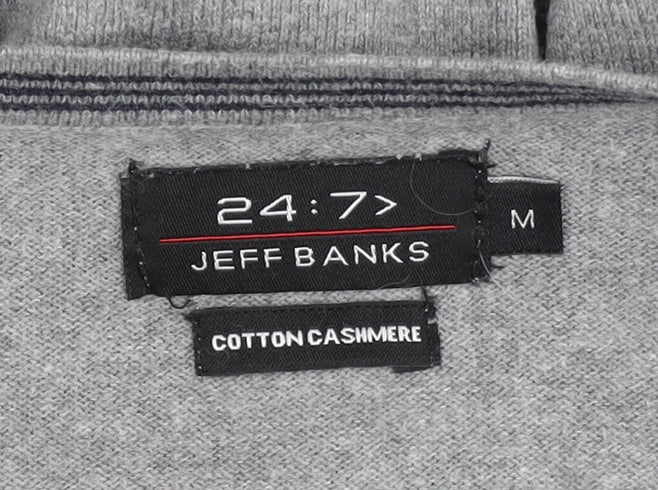 24:7>
JEFF BANKS
M
COTTON CASHMERE